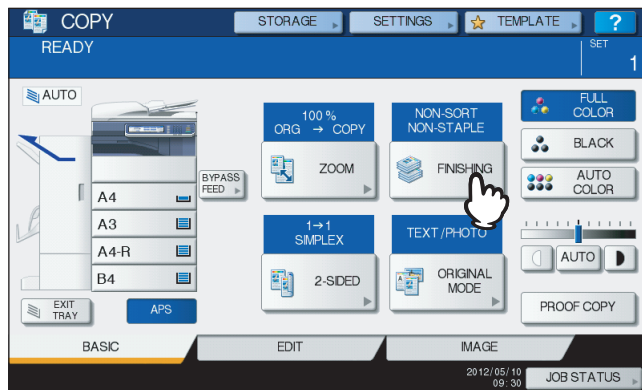 COPY
STORAGE
SETTINGS
TEMPLATE
?
READY
SET
1
AUTO
100 %
ORG → COPY
ZOOM
NON-SORT
NON-STAPLE
FINISHING
FULL
COLOR
BLACK
AUTO
COLOR
BYPASS
FEED
A4
A3
A4-R
B4
1→1
SIMPLEX
2-SIDED
TEXT/PHOTO
ORIGINAL
MODE
AUTO
EXIT
TRAY
APS
PROOF COPY
BASIC
EDIT
IMAGE
2012/05/10
09:30
JOB STATUS